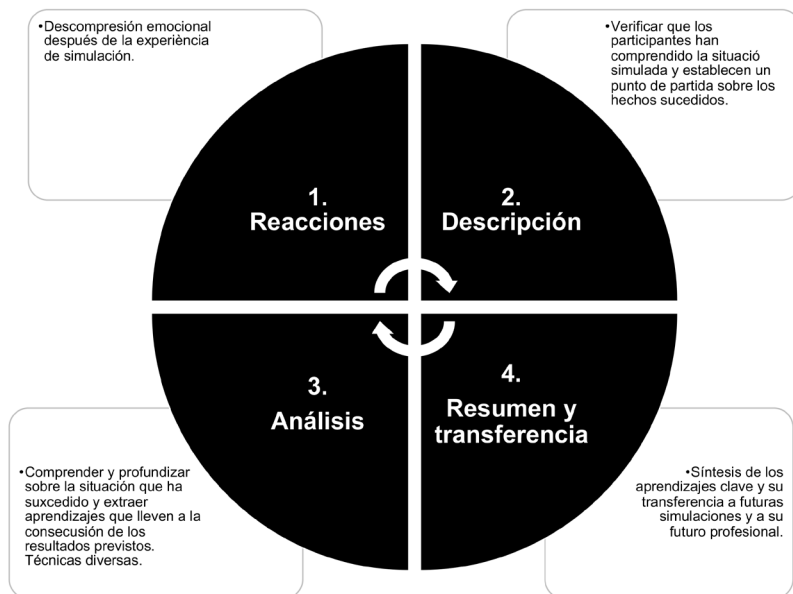 •Descompresión emocional
después de la experiència
de simulación.
•Verificar que los
participantes han
comprendido la situació
simulada y establecen un
punto de partida sobre los
hechos sucedidos.
1.
Reacciones
2.
Descripción
3.
Análisis
4.
Resumen y
transferencia
•Comprender y profundizar
sobre la situación que ha
suxcedido y extraer
aprendizajes que lleven a la
consecusión de los
resultados previstos.
Técnicas diversas.
•Síntesis de los
aprendizajes clave y su
transferencia a futuras
simulaciones y a su
futuro profesional.